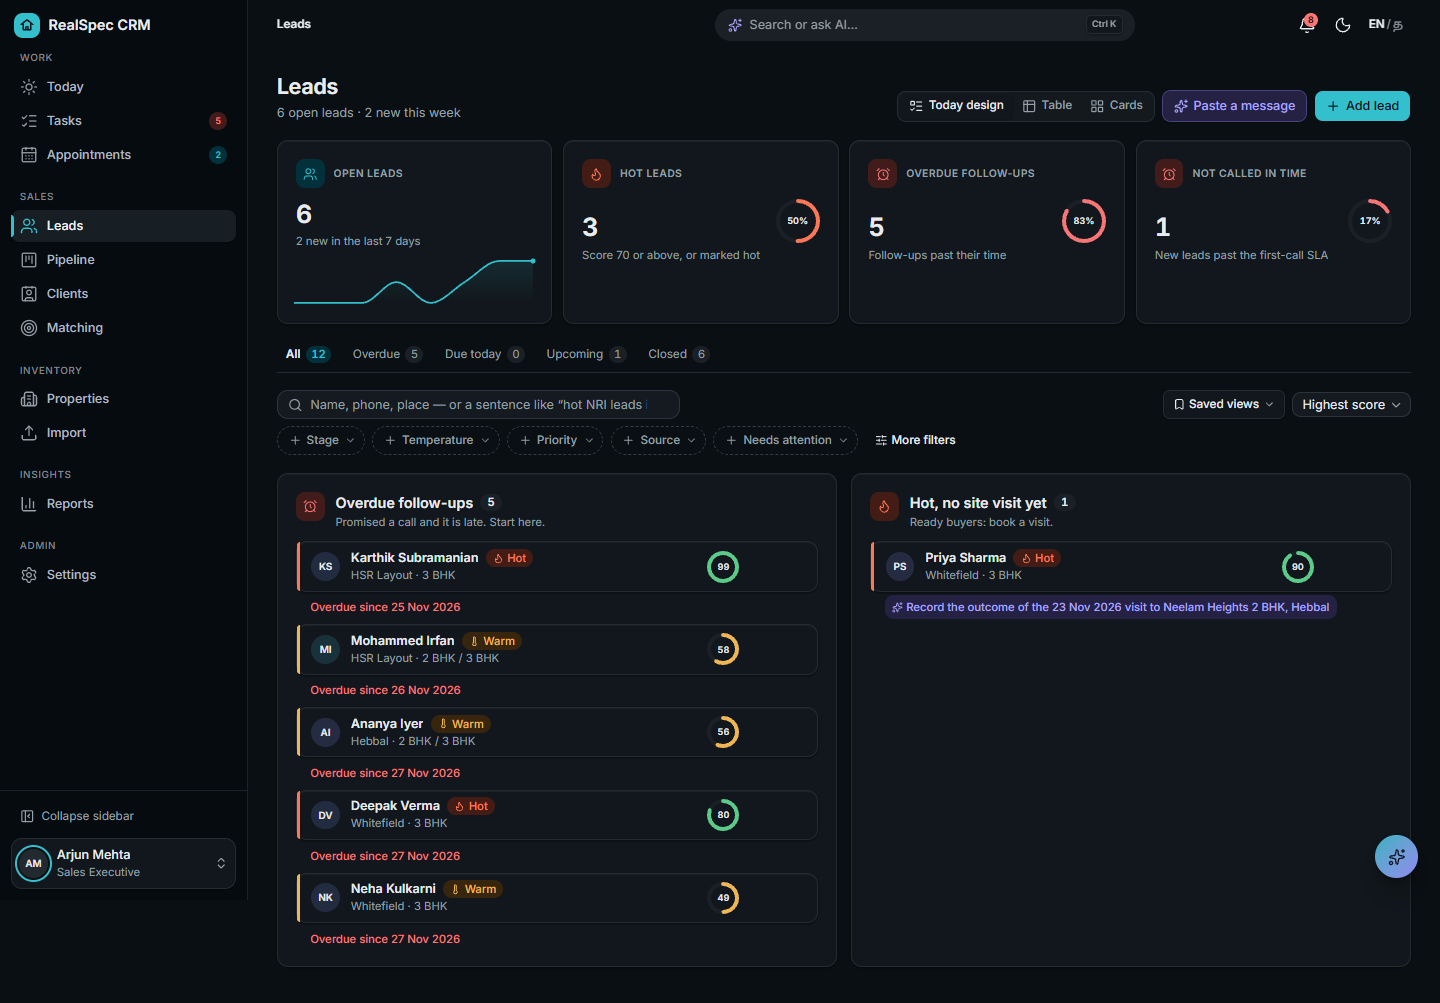 RealSpec CRM
WORK
Today
Tasks 5
Appointments 2
SALES
Leads
Pipeline
Clients
Matching
INVENTORY
Properties
Import
INSIGHTS
Reports
ADMIN
Settings
Collapse sidebar
AM
Arjun Mehta
Sales Executive
Leads
Search or ask AI...
Ctrl K
8
EN / த
Leads
6 open leads · 2 new this week
Today design
Table
Cards
Paste a message
+ Add lead
OPEN LEADS
6
2 new in the last 7 days
HOT LEADS
3
50%
Score 70 or above, or marked hot
OVERDUE FOLLOW-UPS
5
83%
Follow-ups past their time
NOT CALLED IN TIME
1
17%
New leads past the first-call SLA
All 12
Overdue 5
Due today 0
Upcoming 1
Closed 6
Name, phone, place — or a sentence like “hot NRI leads
Saved views
Highest score
+ Stage
+ Temperature
+ Priority
+ Source
+ Needs attention
More filters
Overdue follow-ups 5
Promised a call and it is late. Start here.
KS
Karthik Subramanian Hot
HSR Layout · 3 BHK
99
Overdue since 25 Nov 2026
MI
Mohammed Irfan Warm
HSR Layout · 2 BHK / 3 BHK
58
Overdue since 26 Nov 2026
AI
Ananya Iyer Warm
Hebbal · 2 BHK / 3 BHK
56
Overdue since 27 Nov 2026
DV
Deepak Verma Hot
Whitefield · 3 BHK
80
Overdue since 27 Nov 2026
NK
Neha Kulkarni Warm
Whitefield · 3 BHK
49
Overdue since 27 Nov 2026
Hot, no site visit yet 1
Ready buyers: book a visit.
PS
Priya Sharma Hot
Whitefield · 3 BHK
90
Record the outcome of the 23 Nov 2026 visit to Neelam Heights 2 BHK, Hebbal